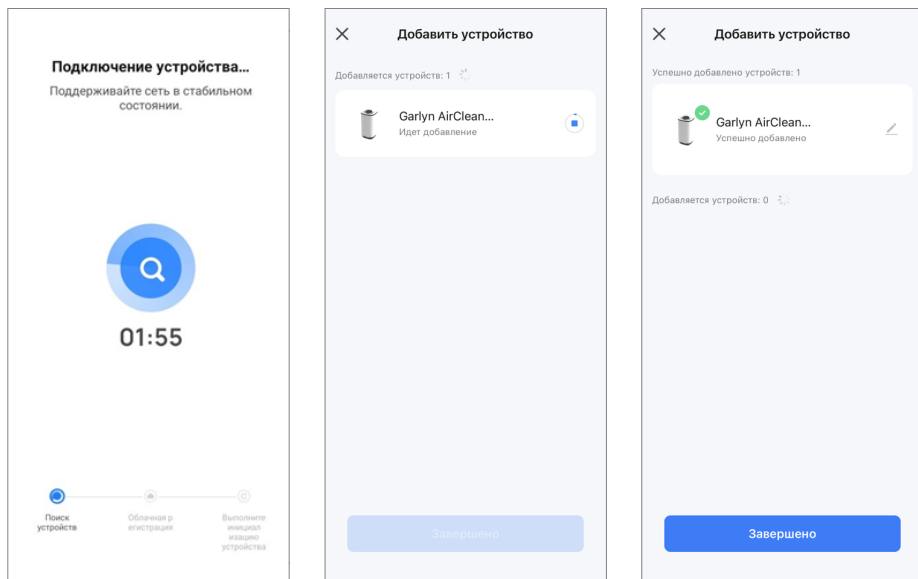 Подключение устройства...
Поддерживайте сеть в стабильном
состоянии.
01:55
Поиск
устройств
Облачная р
егистрация
Выполните
инициал
изацию
устройства
Добавить устройство
Добавляется устройств: 1
Garlyn AirClean...
Идет добавление
Завершено
Добавить устройство
Успешно добавлено устройств: 1
Garlyn AirClean...
Успешно добавлено
Добавляется устройств: 0
Завершено